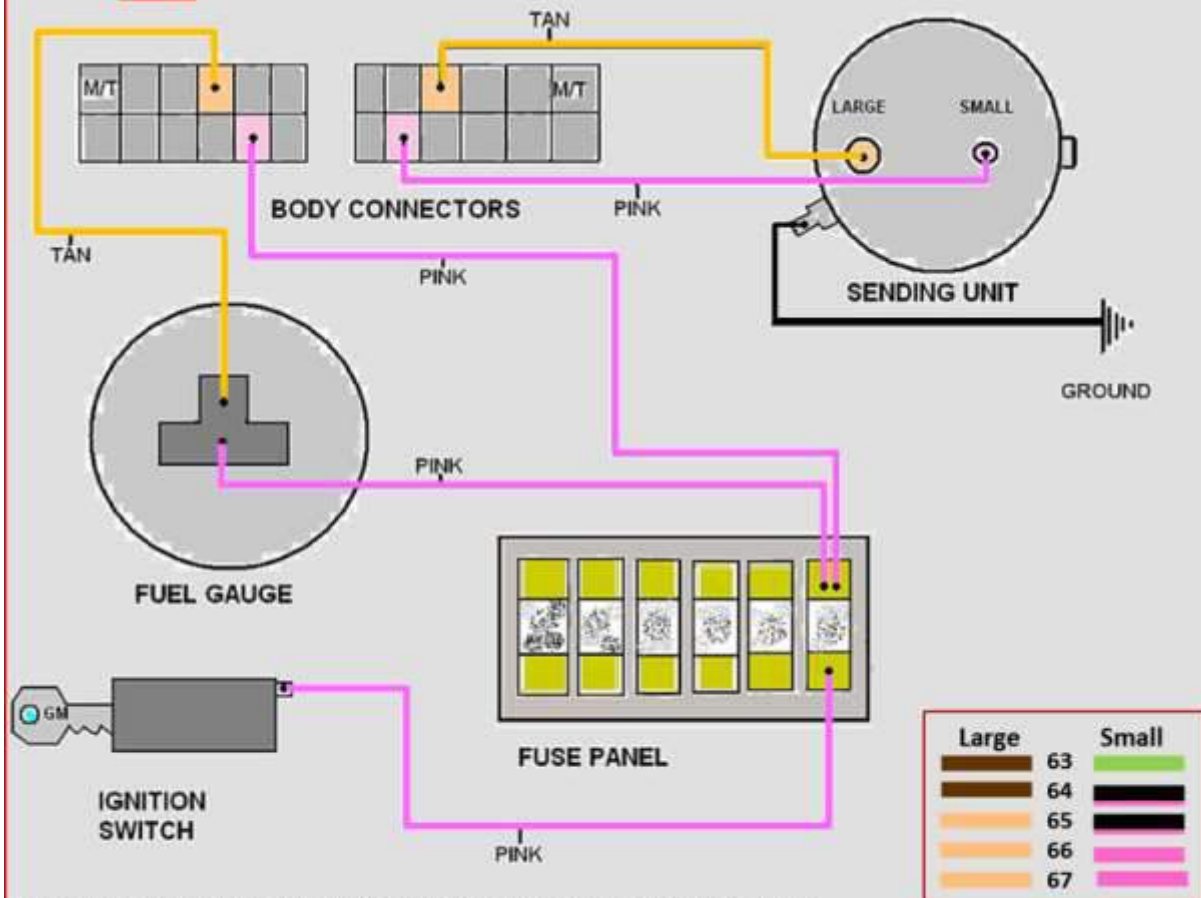 TAN
M/T
M/T
LARGE SMALL
BODY CONNECTORS
PINK
TAN
PINK
SENDING UNIT
GROUND
PINK
FUEL GAUGE
GM
FUSE PANEL
IGNITION
SWITCH
PINK
Large Small
63
64
65
66
67